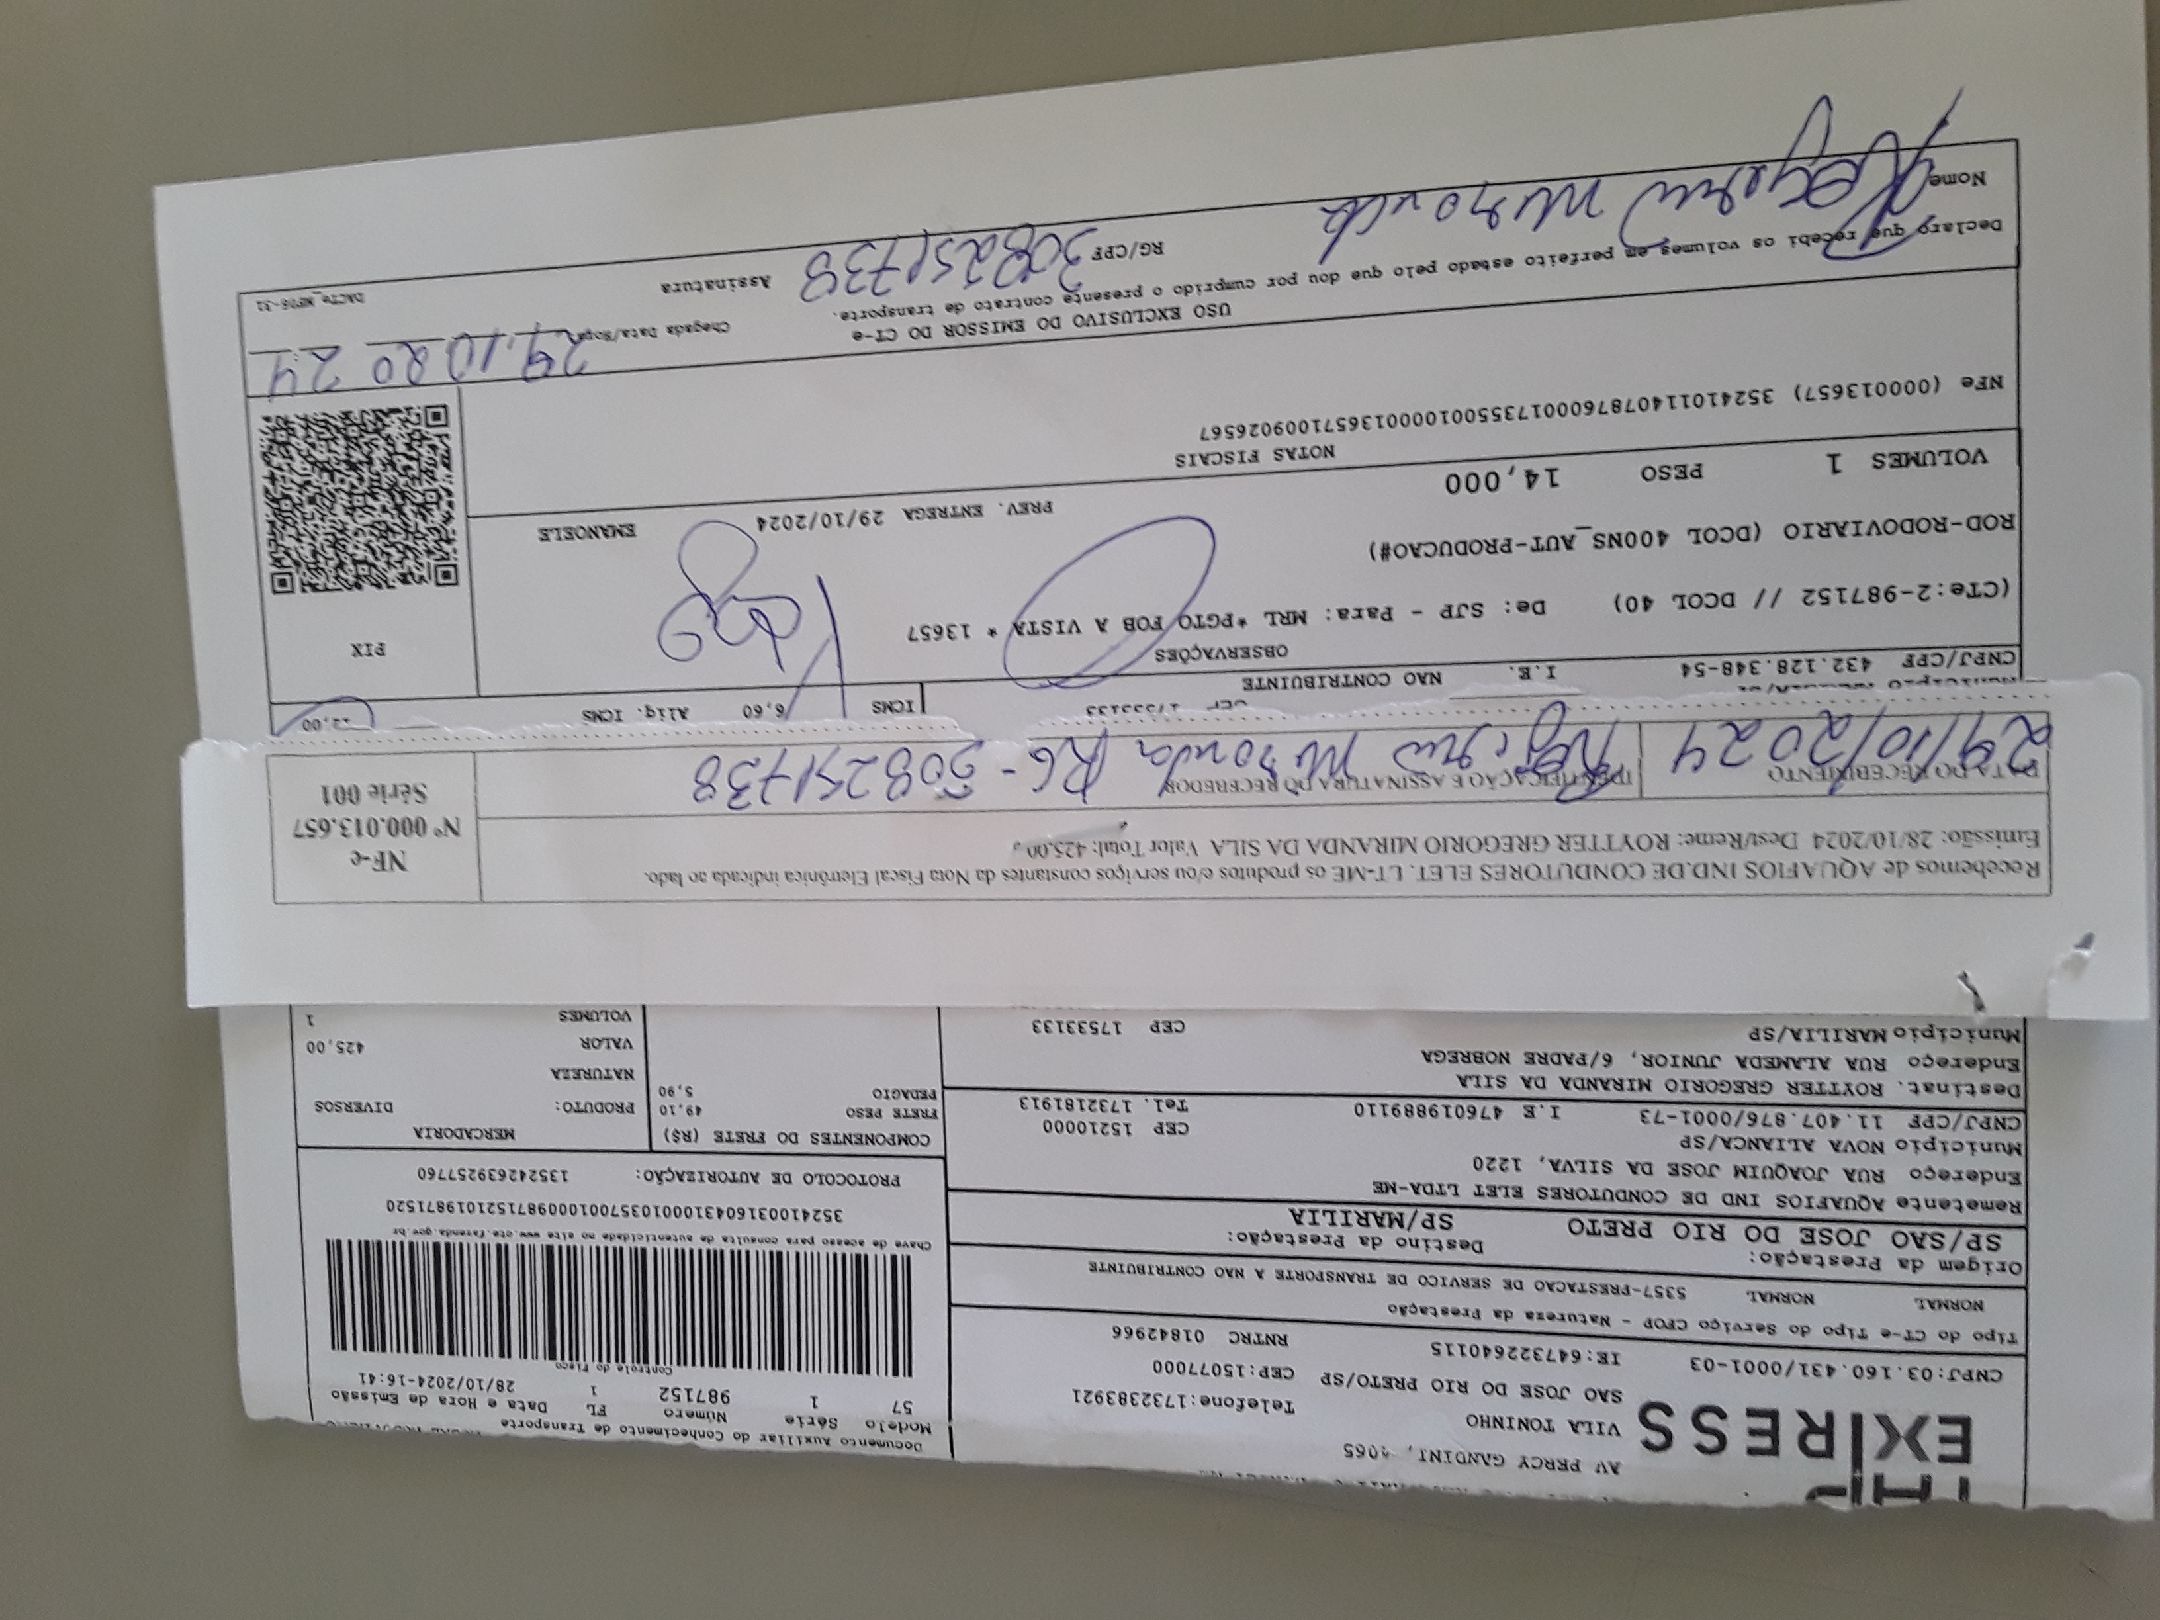 EXPRESS
AV PERCY GANDINI,
VILA TONINHO
Telefone:1732383921
SAO JOSE DO RIO PRETO/SP CEP:15077000
CNPJ:03.160.431/0001-03 IE:647322640115 RNTRC 01842966
Tipo do CT-e Tipo do Serviço CFOP - Natureza da Prestação
NORMAL NORMAL 5357-PRESTACAO DE SERVICO DE TRANSPORTE A NAO CONTRIBUINTE
Origem da Prestação: Destino da Prestação:
SP/SAO JOSE DO RIO PRETO SP/MARILIA
Remetente AQUAFIOS IND DE CONDUTORES ELET LTDA-ME
Endereço RUA JOAQUIM JOSE DA SILVA, 1220
Município NOVA ALIANCA/SP CEP 15210000
CNPJ/CPF 11.407.876/0001-73 I.E 476019889110 Tel. 1732181913
Destinat. ROYTTER GREGORIO MIRANDA DA SILA
Endereço RUA ALAMEDA JUNIOR, 6/PADRE NOBREGA
Município MARILIA/SP CEP 17533133
Documento Auxiliar do Conhecimento de Transporte
Modelo Série Número FL Data e Hora de Emissão
57 1 987152 1 28/10/2024-16:41
Controle do Fisco
Chave de acesso para consulta de autenticidade no site www.cte.fazenda.gov.br
35241003160431000103570010009871521019871520
PROTOCOLO DE AUTORIZAÇÃO: 135242639257760
COMPONENTES DO FRETE (R$) MERCADORIA
FRETE PESO 49,10 PRODUTO: DIVERSOS
PEDAGIO 5,90 NATUREZA
VALOR 425,00
VOLUMES 1
Recebemos de AQUAFIOS IND.DE CONDUTORES ELET. LT-ME os produtos e/ou serviços constantes da Nota Fiscal Eletrônica indicada ao lado.
Emissão: 28/10/2024 Dest/Reme: ROYTTER GREGORIO MIRANDA DA SILA Valor Total: 425,00
NF-e
Nº 000.013.657
Série 001
DATA DO RECEBIMENTO IDENTIFICAÇÃO E ASSINATURA DO RECEBEDOR
29/10/2024 RG - 308251738
CEP 17533133 ICMS 6,60 Aliq. ICMS
CNPJ/CPF 432.128.348-54 I.E. NAO CONTRIBUINTE
OBSERVAÇÕES
PIX
(CTe:2-987152 // DCOL 40) De: SJP - Para: MRL *PGTO FOB A VISTA * 13657
ROD-RODOVIARIO (DCOL 400NS_AUT-PRODUCAO#)
PREV. ENTREGA 29/10/2024 EMANOELE
VOLUMES 1 PESO 14,000
NOTAS FISCAIS
NFe (000013657) 35241011407876000173550010000136571009026567
USO EXCLUSIVO DO EMISSOR DO CT-e
Declaro que recebi os volumes em perfeito estado pelo que dou por cumprido o presente contrato de transporte.
Chegada Data/Hora 29.10 2024
Nome RG/CPF 308251738 Assinatura